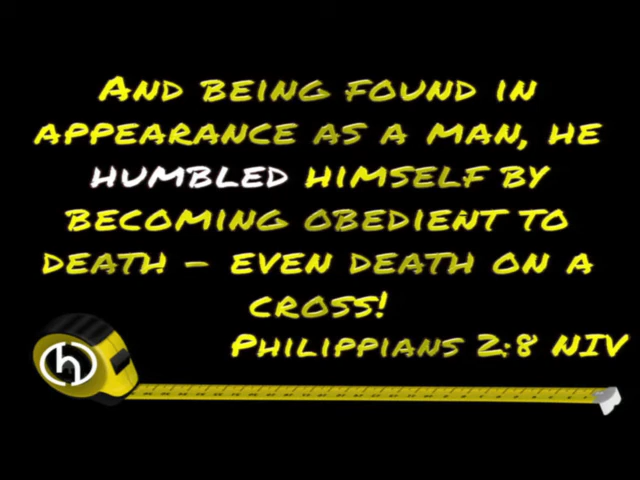 And being found in
appearance as a man, he
humbled himself by
becoming obedient to
death - even death on a
cross!
Philippians 2:8 NIV
h